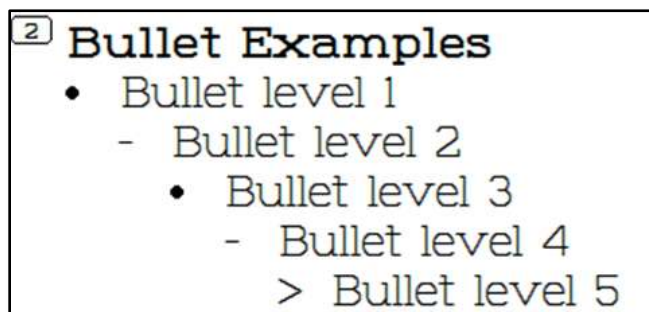 2 Bullet Examples
• Bullet level 1
- Bullet level 2
• Bullet level 3
- Bullet level 4
> Bullet level 5